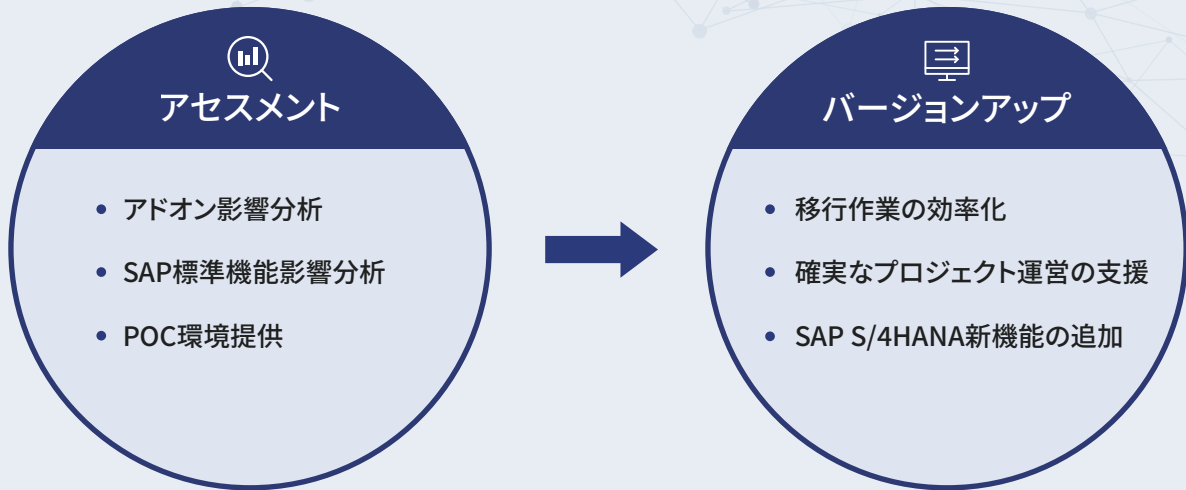 アセスメント
• アドオン影響分析
• SAP標準機能影響分析
• POC環境提供
バージョンアップ
• 移行作業の効率化
• 確実なプロジェクト運営の支援
• SAP S/4HANA新機能の追加